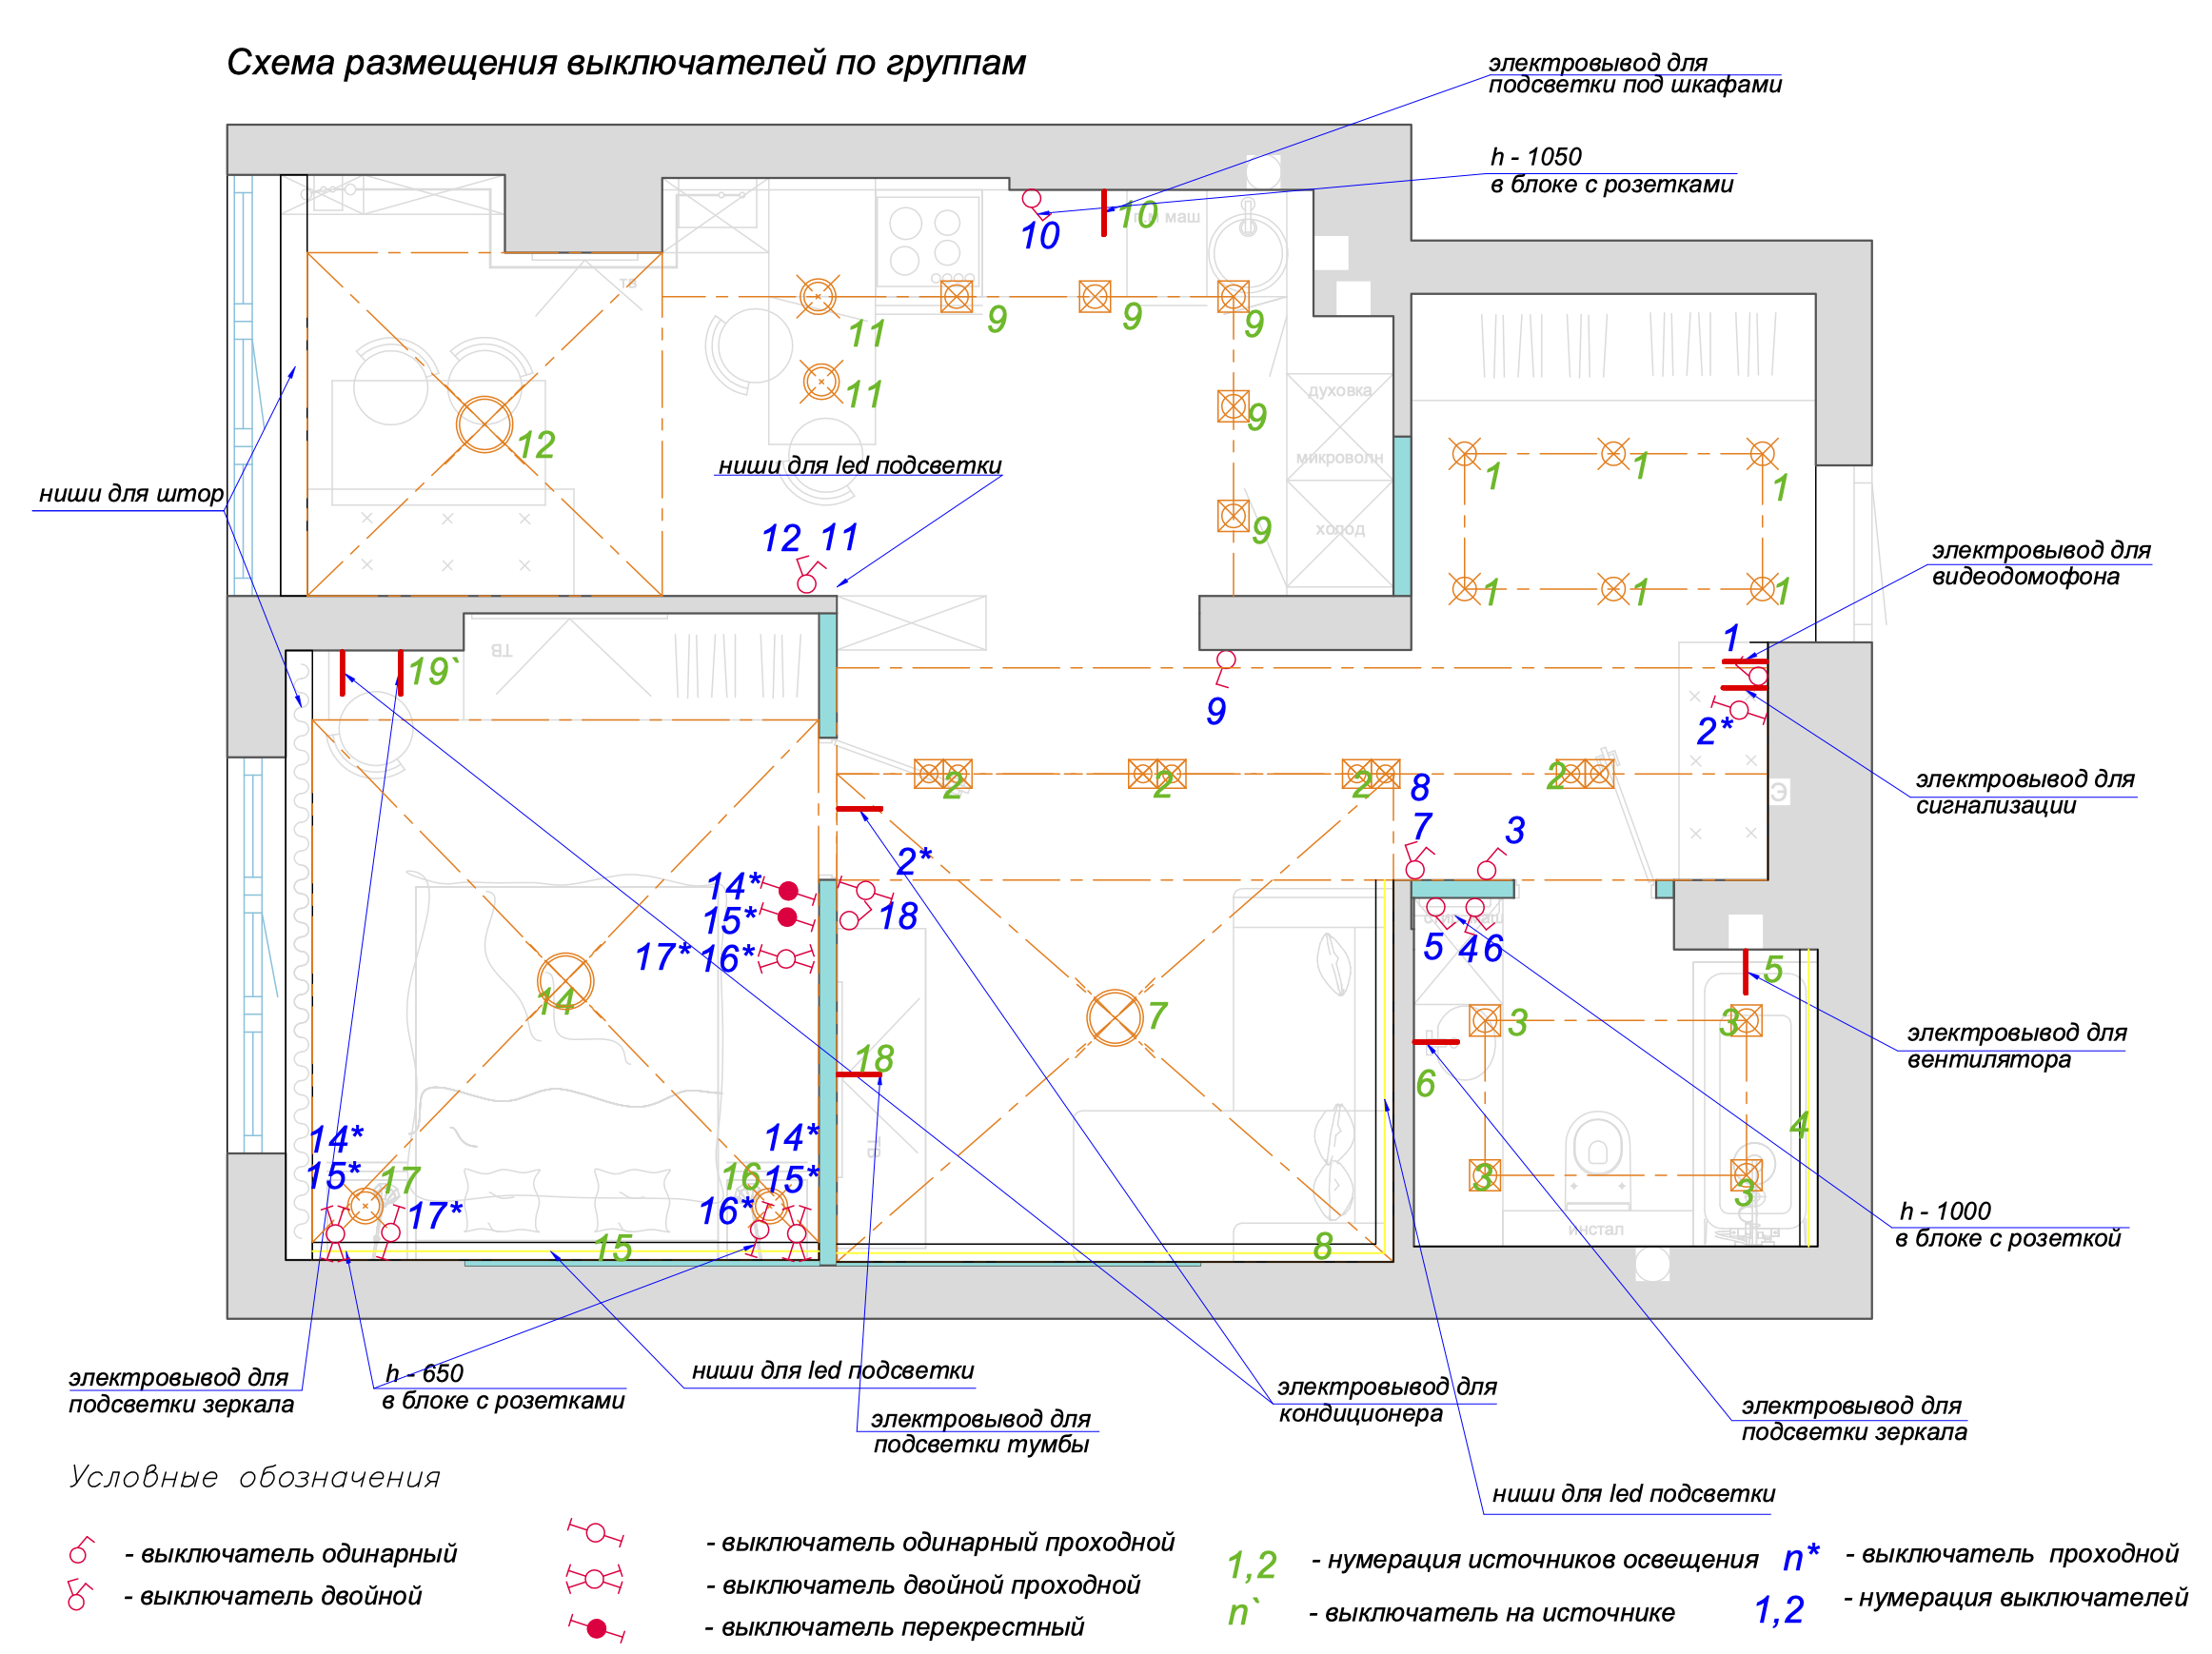 Схема размещения выключателей по группам
электровывод для
подсветки под шкафами
h - 1050
в блоке с розетками
10
10
п.м маш
тв
11
9
9
9
11
9
духовка
12
микроволн
9
холод
1
1
1
1
1
1
ниши для led подсветки
ниши для штор
12 11
электровывод для
видеодомофона
1
19`
ТВ
9
2*
2
2
2
2
8
7
3
Э
электровывод для
сигнализации
2*
14*
15*
18
17* 16*
5
4 6
5
14
7
3
3
18
6
4
электровывод для
вентилятора
14*
15*
17
17*
14*
16
15*
16*
ТВ
3
3
инстал
15
8
h - 1000
в блоке с розеткой
электровывод для
подсветки зеркала
h - 650
в блоке с розетками
ниши для led подсветки
электровывод для
подсветки тумбы
электровывод для
кондиционера
электровывод для
подсветки зеркала
ниши для led подсветки
Условные обозначения
- выключатель одинарный
- выключатель двойной
- выключатель одинарный проходной
- выключатель двойной проходной
- выключатель перекрестный
1,2 - нумерация источников освещения
n` - выключатель на источнике
n* - выключатель проходной
1,2 - нумерация выключателей